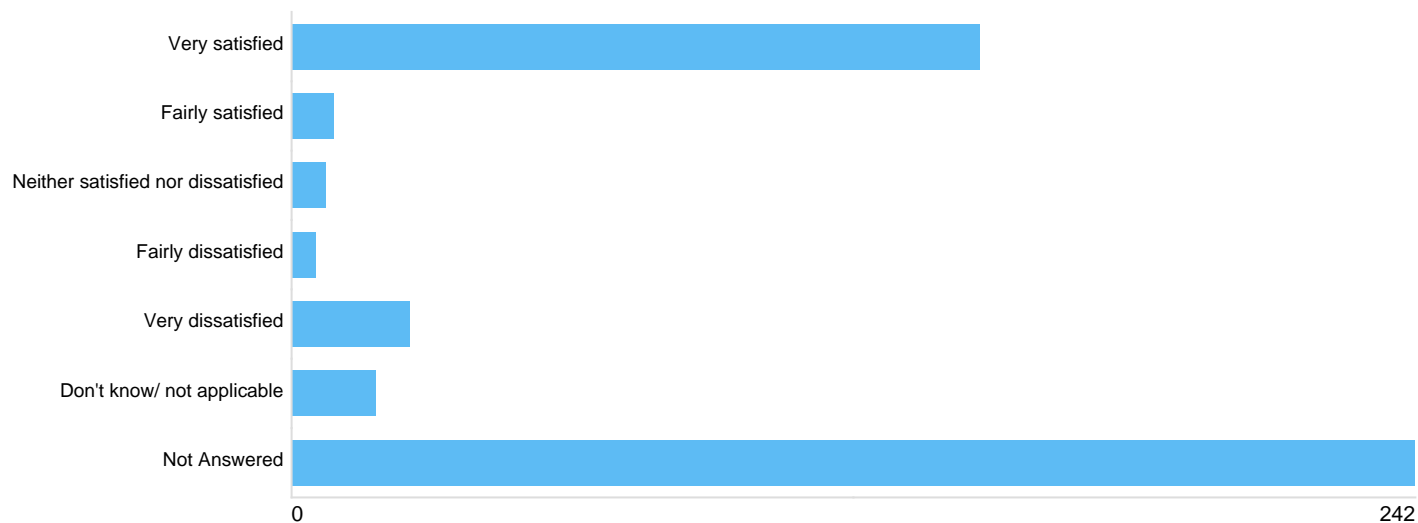 Very satisfied
Fairly satisfied
Neither satisfied nor dissatisfied
Fairly dissatisfied
Very dissatisfied
Don't know/ not applicable
Not Answered
0
242